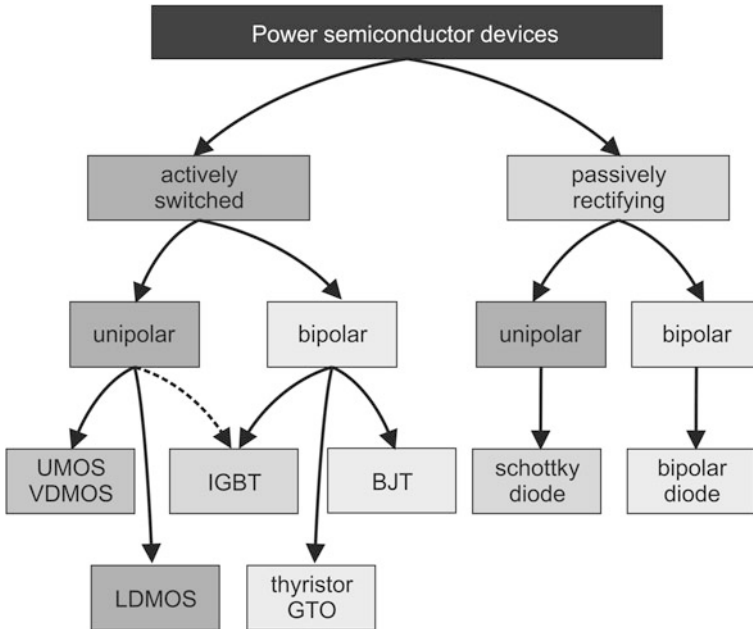 Power semiconductor devices
actively
switched
passively
rectifying
unipolar
bipolar
unipolar
bipolar
UMOS
VDMOS
IGBT
BJT
schottky
diode
bipolar
diode
LDMOS
thyristor
GTO